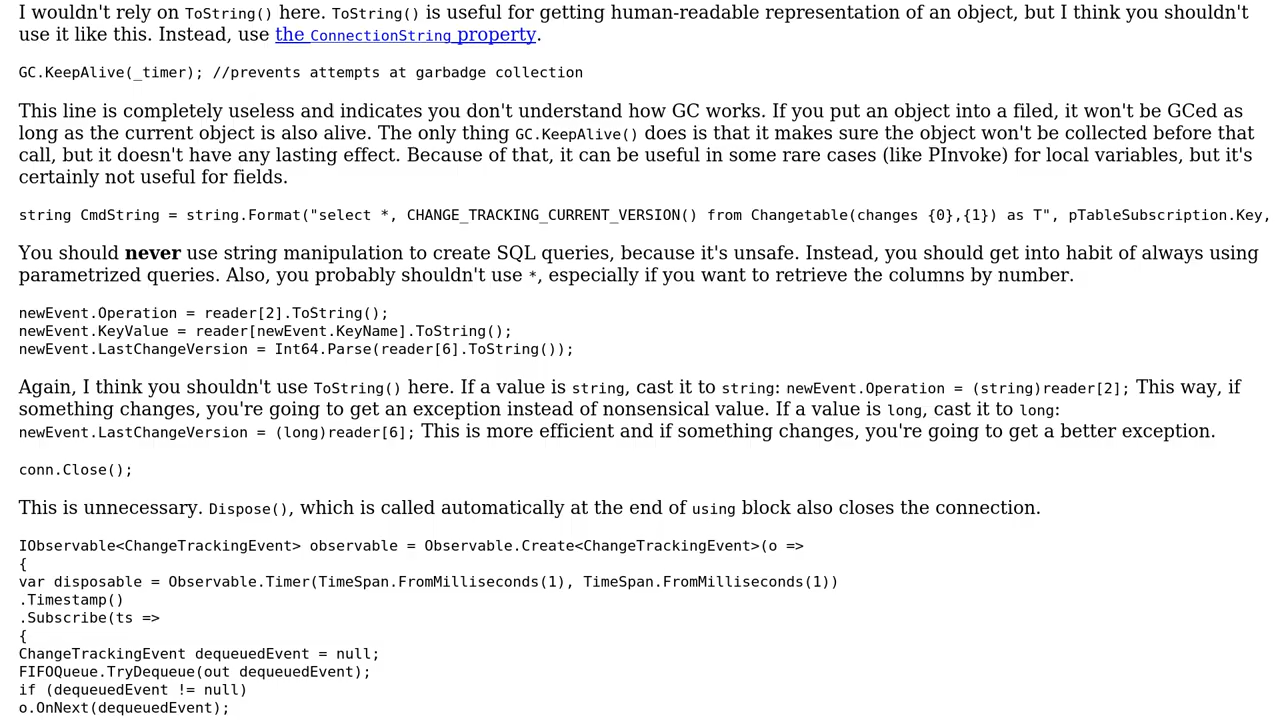 I wouldn't rely on ToString() here. ToString() is useful for getting human-readable representation of an object, but I think you shouldn't
use it like this. Instead, use the ConnectionString property.
GC.KeepAlive(_timer); //prevents attempts at garbadge collection
This line is completely useless and indicates you don't understand how GC works. If you put an object into a filed, it won't be GCed as
long as the current object is also alive. The only thing GC.KeepAlive() does is that it makes sure the object won't be collected before that
call, but it doesn't have any lasting effect. Because of that, it can be useful in some rare cases (like PInvoke) for local variables, but it's
certainly not useful for fields.
string CmdString = string.Format("select *, CHANGE_TRACKING_CURRENT_VERSION() from Changetable(changes {0},{1}) as T", pTableSubscription.Key,
You should never use string manipulation to create SQL queries, because it's unsafe. Instead, you should get into habit of always using
parametrized queries. Also, you probably shouldn't use *, especially if you want to retrieve the columns by number.
newEvent.Operation = reader[2].ToString();
newEvent.KeyValue = reader[newEvent.KeyName].ToString();
newEvent.LastChangeVersion = Int64.Parse(reader[6].ToString());
Again, I think you shouldn't use ToString() here. If a value is string, cast it to string: newEvent.Operation = (string)reader[2]; This way, if
something changes, you're going to get an exception instead of nonsensical value. If a value is long, cast it to long:
newEvent.LastChangeVersion = (long)reader[6]; This is more efficient and if something changes, you're going to get a better exception.
conn.Close();
This is unnecessary. Dispose(), which is called automatically at the end of using block also closes the connection.
IObservable<ChangeTrackingEvent> observable = Observable.Create<ChangeTrackingEvent>(o =>
{
var disposable = Observable.Timer(TimeSpan.FromMilliseconds(1), TimeSpan.FromMilliseconds(1))
.Timestamp()
.Subscribe(ts =>
{
ChangeTrackingEvent dequeuedEvent = null;
FIFOQueue.TryDequeue(out dequeuedEvent);
if (dequeuedEvent != null)
o.OnNext(dequeuedEvent);